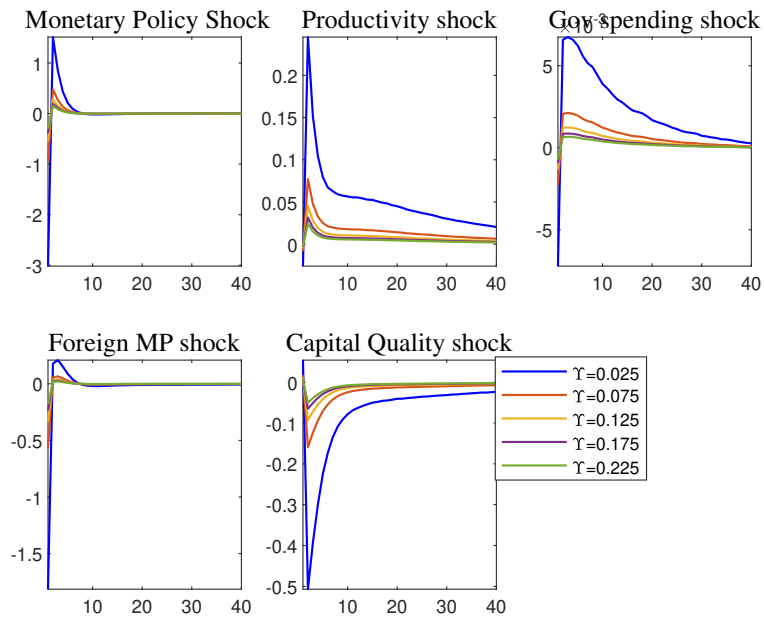 Monetary Policy Shock
1
0
-1
-2
-3
10 20 30 40
Productivity shock
0.2
0.15
0.1
0.05
0
10 20 30 40
Gov spending shock
×10⁻³
5
0
-5
10 20 30 40
Foreign MP shock
0
-0.5
-1
-1.5
10 20 30 40
Capital Quality shock
0
-0.1
-0.2
-0.3
-0.4
-0.5
10 20 30 40
ϒ=0.025
ϒ=0.075
ϒ=0.125
ϒ=0.175
ϒ=0.225